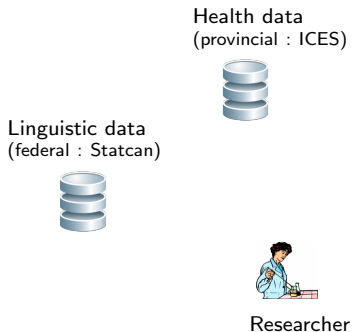 Health data
(provincial : ICES)
Linguistic data
(federal : Statcan)
Researcher